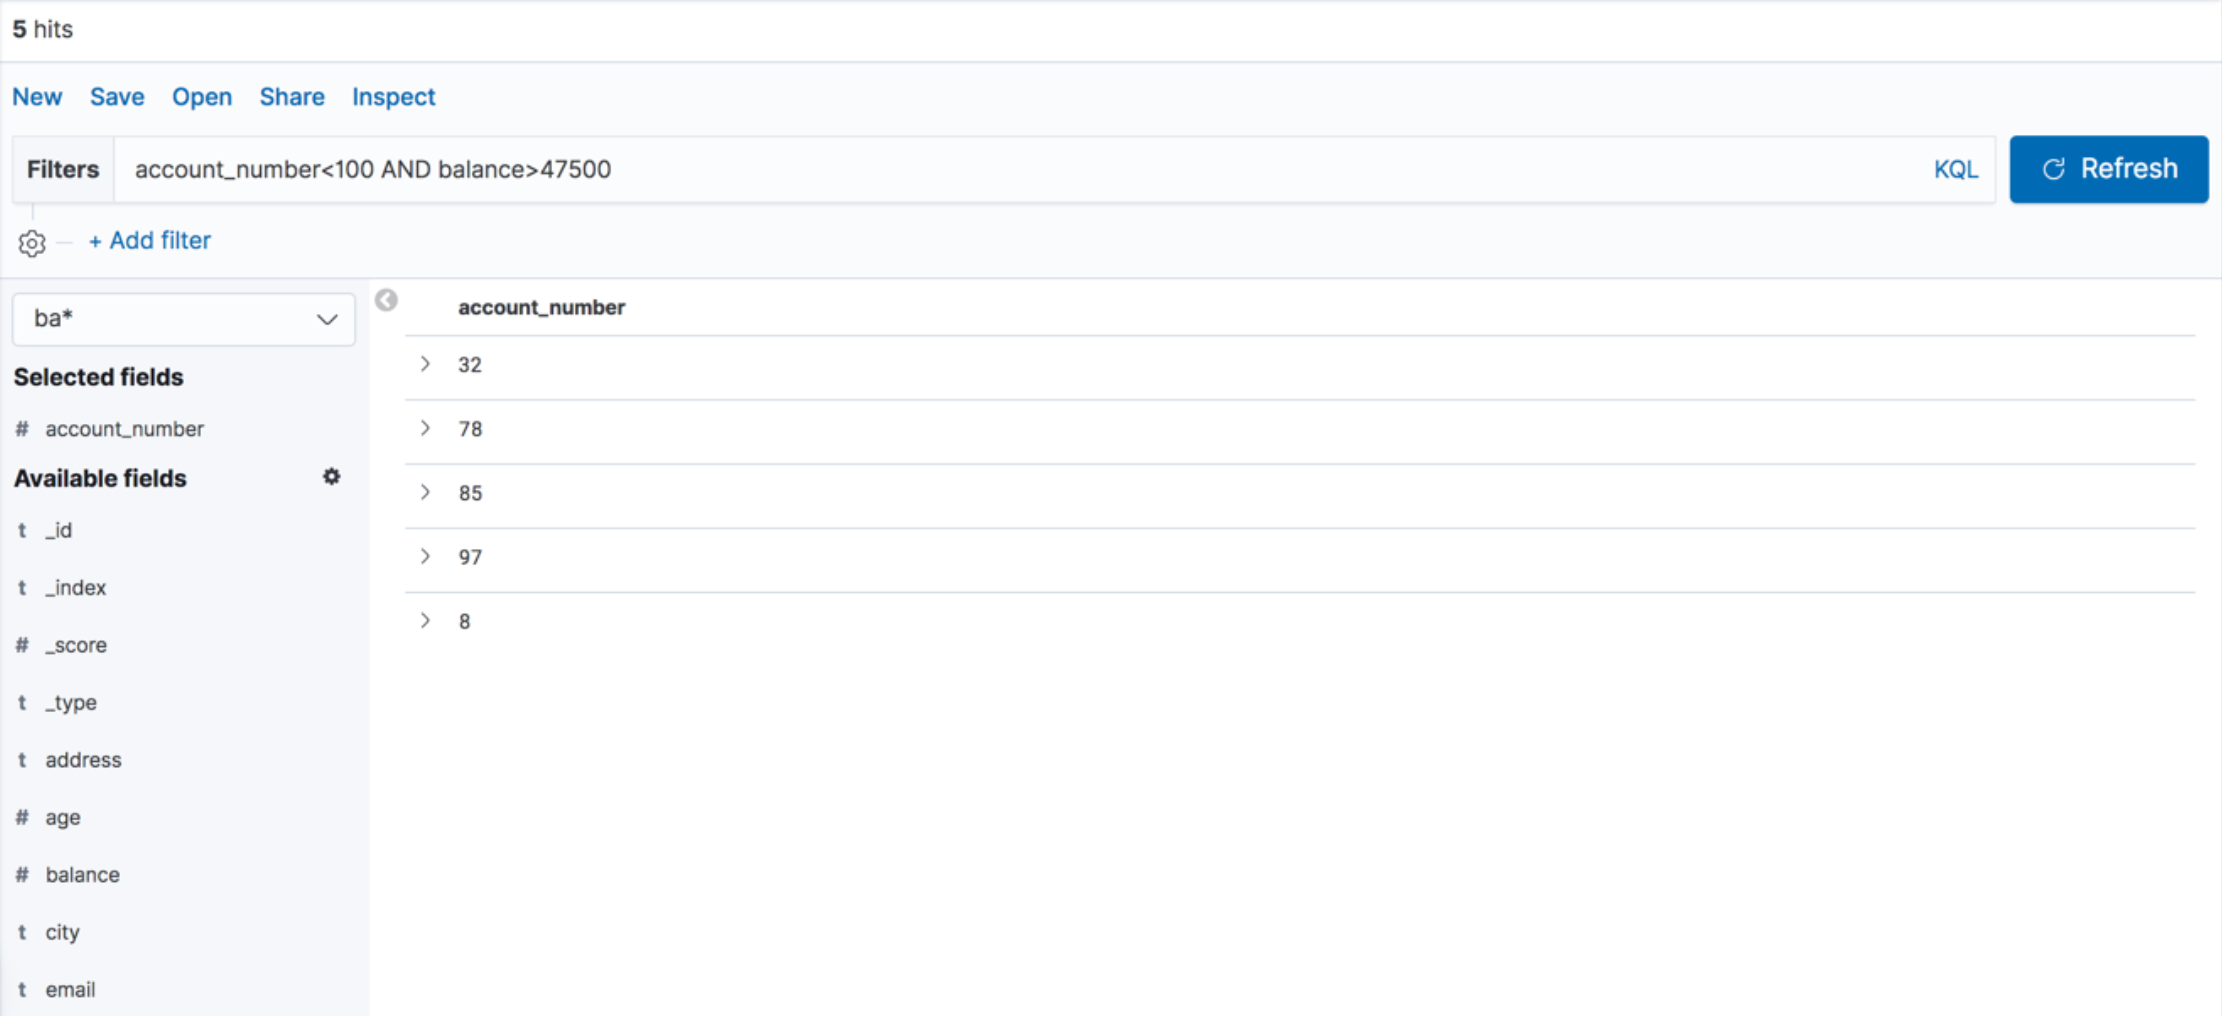 5 hits
New Save Open Share Inspect
Filters account_number<100 AND balance>47500 KQL Refresh
+ Add filter
ba*
Selected fields
# account_number
Available fields
t _id
t _index
# _score
t _type
t address
# age
# balance
t city
t email
account_number
32
78
85
97
8